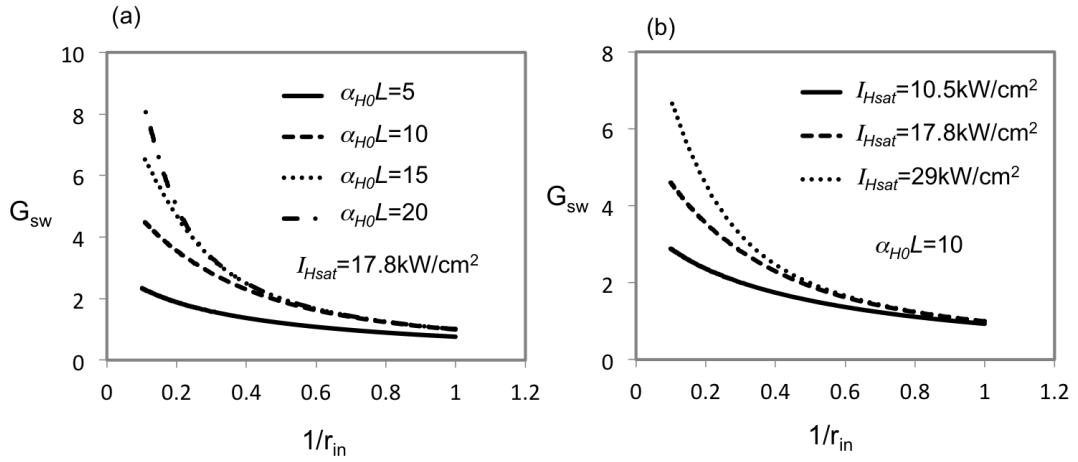 (a)
10
8
6
4
2
0
G_sw
α_H0L=5
α_H0L=10
α_H0L=15
α_H0L=20
I_Hsat=17.8kW/cm²
0 0.2 0.4 0.6 0.8 1 1.2
1/r_in
(b)
8
6
4
2
0
G_sw
I_Hsat=10.5kW/cm²
I_Hsat=17.8kW/cm²
I_Hsat=29kW/cm²
α_H0L=10
0 0.2 0.4 0.6 0.8 1 1.2
1/r_in